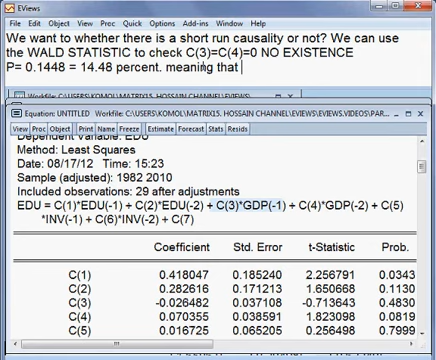 EViews
File Edit Object View Proc Quick Options Add-ins Window Help
We want to whether there is a short run causality or not? We can use
the WALD STATISTIC to check C(3)=C(4)=0 NO EXISTENCE
P= 0.1448 = 14.48 percent. meaning that
Workfile: C:\USERS\KOMOL\MATRIX15. HOSSAIN CHANNEL\EVIEWS\EVIEWS.
Equation: UNTITLED Workfile: C:\USERS\KOMOL\MATRIX15. HOSSAIN CHANNEL\EVIEWS\EVIEWS.VIDEOS\PAR...
View Proc Object Print Name Freeze Estimate Forecast Stats Resids
Dependent Variable: EDU
Method: Least Squares
Date: 08/17/12 Time: 15:23
Sample (adjusted): 1982 2010
Included observations: 29 after adjustments
EDU = C(1)*EDU(-1) + C(2)*EDU(-2) + C(3)*GDP(-1) + C(4)*GDP(-2) + C(5)
*INV(-1) + C(6)*INV(-2) + C(7)
Coefficient Std. Error t-Statistic Prob.
C(1) 0.418047 0.185240 2.256791 0.0343
C(2) 0.282616 0.171213 1.650668 0.1130
C(3) -0.026482 0.037108 -0.713643 0.4830
C(4) 0.070355 0.038591 1.823098 0.0819
C(5) 0.016725 0.065205 0.256498 0.7999